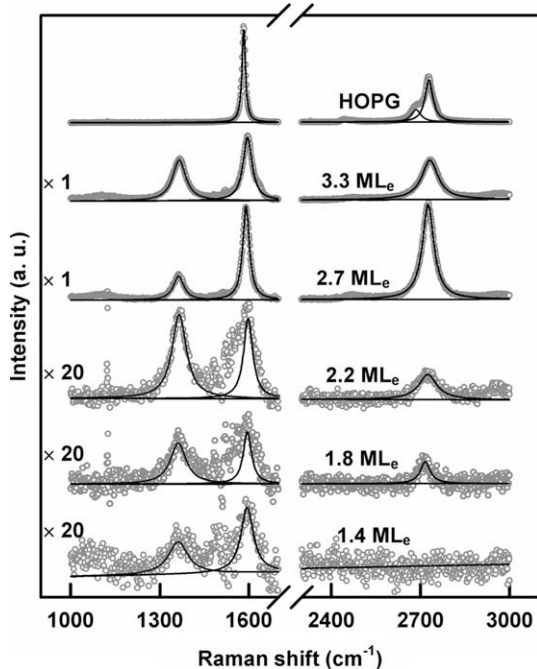 HOPG
× 1
3.3 MLe
× 1
2.7 MLe
× 20
2.2 MLe
× 20
1.8 MLe
× 20
1.4 MLe
Intensity (a. u.)
1000 1300 1600 2400 2700 3000
Raman shift (cm-1)